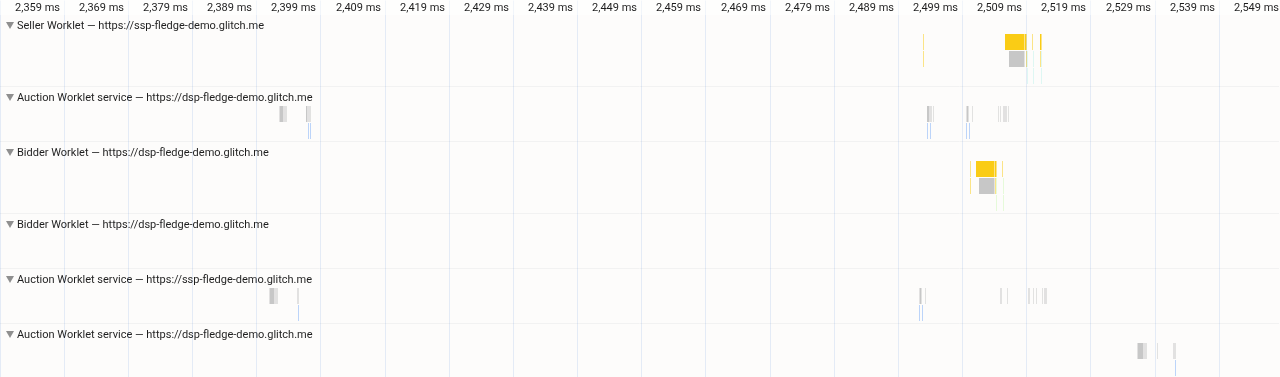 2,359 ms 2,369 ms 2,379 ms 2,389 ms 2,399 ms 2,409 ms 2,419 ms 2,429 ms 2,439 ms 2,449 ms 2,459 ms 2,469 ms 2,479 ms 2,489 ms 2,499 ms 2,509 ms 2,519 ms 2,529 ms 2,539 ms 2,549 ms
Seller Worklet — https://ssp-fledge-demo.glitch.me
Auction Worklet service — https://dsp-fledge-demo.glitch.me
Bidder Worklet — https://dsp-fledge-demo.glitch.me
Bidder Worklet — https://dsp-fledge-demo.glitch.me
Auction Worklet service — https://ssp-fledge-demo.glitch.me
Auction Worklet service — https://dsp-fledge-demo.glitch.me